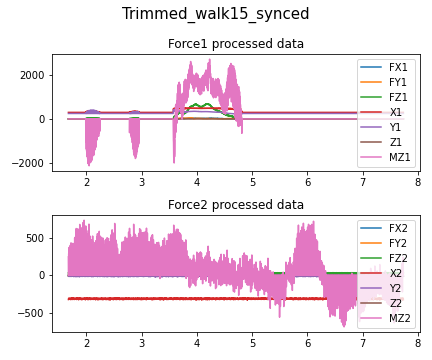 Trimmed_walk15_synced
Force1 processed data
2000
0
−2000
FX1
FY1
FZ1
X1
Y1
Z1
MZ1
2 3 4 5 6 7 8
Force2 processed data
500
0
−500
FX2
FY2
FZ2
X2
Y2
Z2
MZ2
2 3 4 5 6 7 8